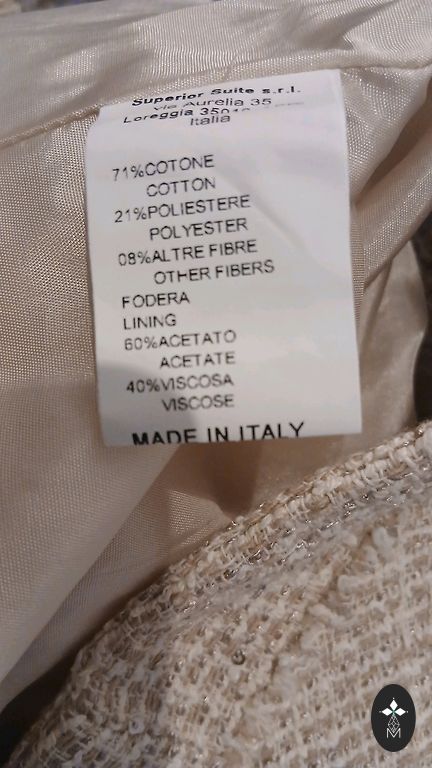 Superior Suite s.r.l.
via Aurelia 35
Loreggia
Italia
71%COTONE
COTTON
21%POLIESTERE
POLYESTER
08%ALTRE FIBRE
OTHER FIBERS
FODERA
LINING
60%ACETATO
ACETATE
40%VISCOSA
VISCOSE
MADE IN ITALY
M